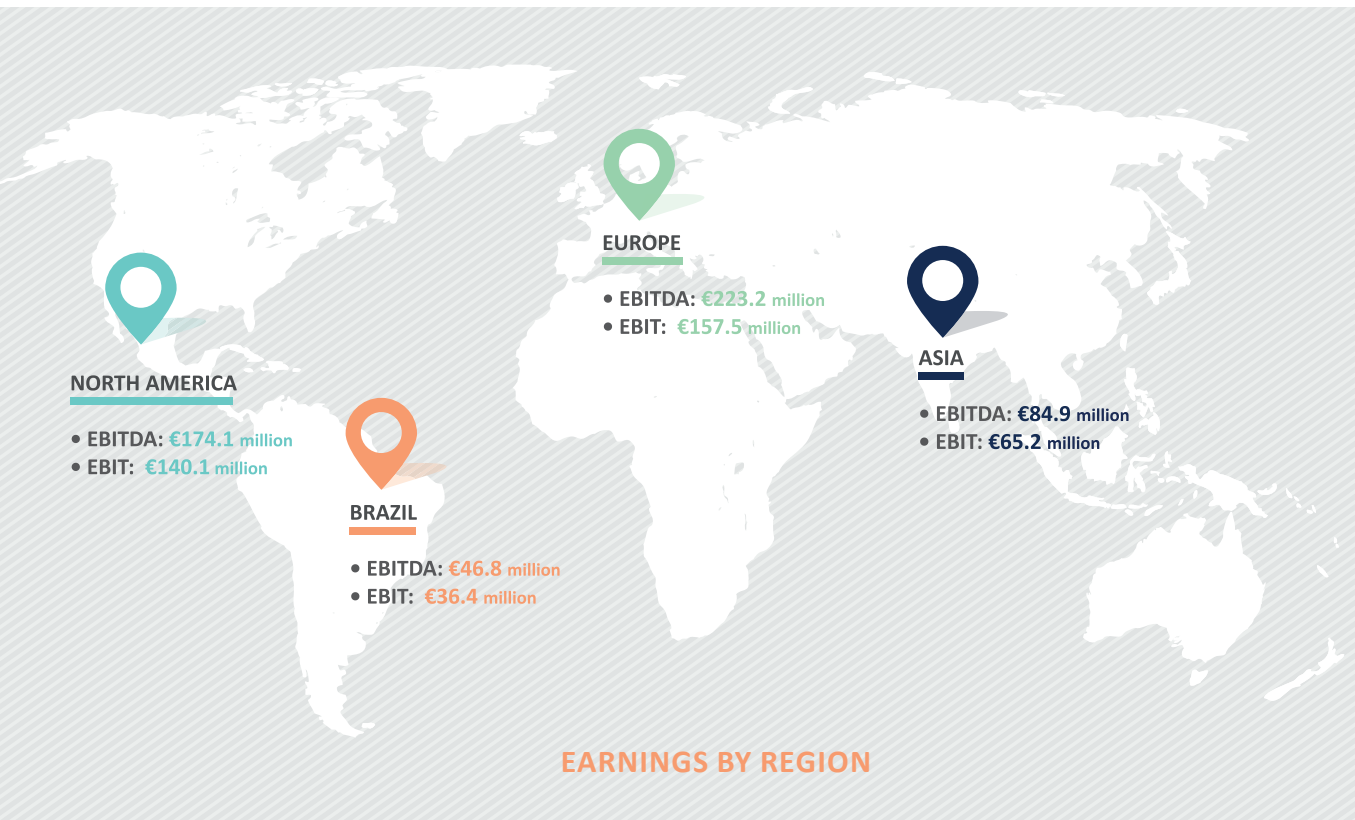 EUROPE
• EBITDA: €223.2 million
• EBIT: €157.5 million
NORTH AMERICA
• EBITDA: €174.1 million
• EBIT: €140.1 million
ASIA
• EBITDA: €84.9 million
• EBIT: €65.2 million
BRAZIL
• EBITDA: €46.8 million
• EBIT: €36.4 million
EARNINGS BY REGION